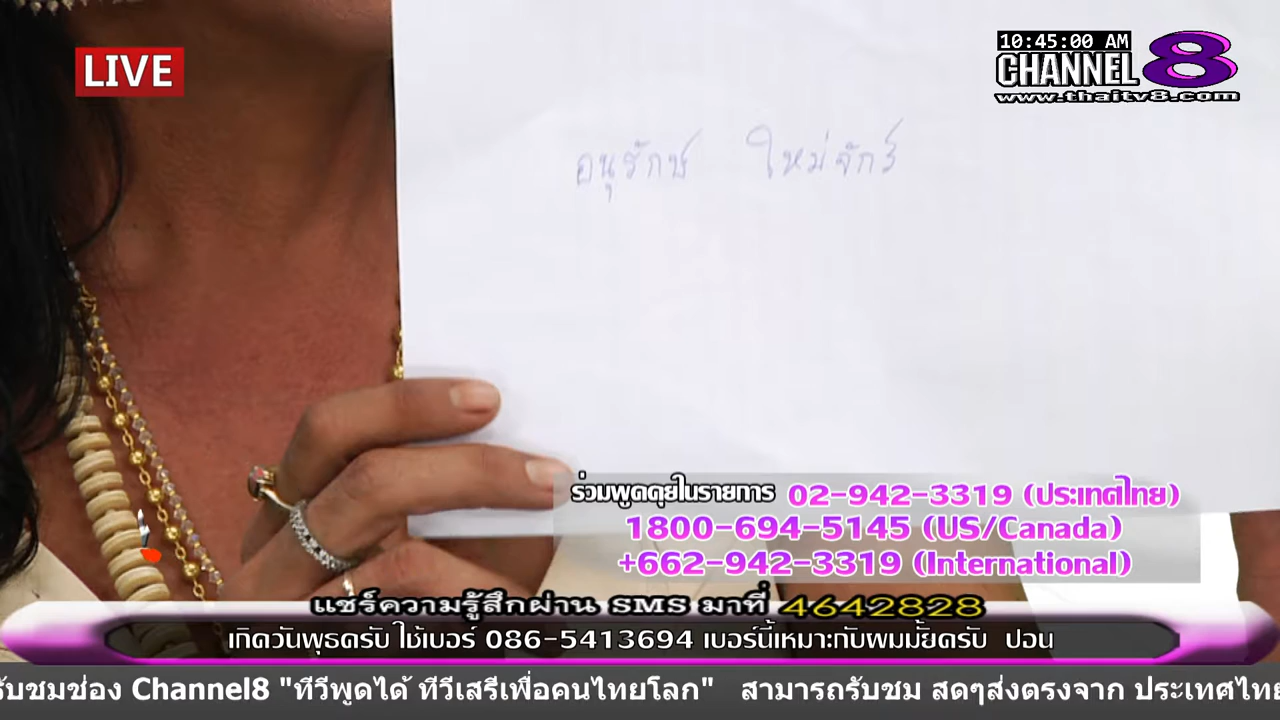 LIVE
10:45:00 AM
CHANNEL 8
www.thaitv8.com
อนุรักษ์ ใหม่จักร์
ร่วมพูดคุยในรายการ 02-942-3319 (ประเทศไทย)
1800-694-5145 (US/Canada)
+662-942-3319 (International)
แชร์ความรู้สึกผ่าน SMS มาที่ 4642828
เกิดวันพุธครับ ใช้เบอร์ 086-5413694 เบอร์นี้เหมาะกับผมมั้ยครับ ปอน
รับชมช่อง Channel8 "ทีวีพูดได้ ทีวีเสรีเพื่อคนไทยโลก" สามารถรับชม สดๆส่งตรงจาก ประเทศไทย